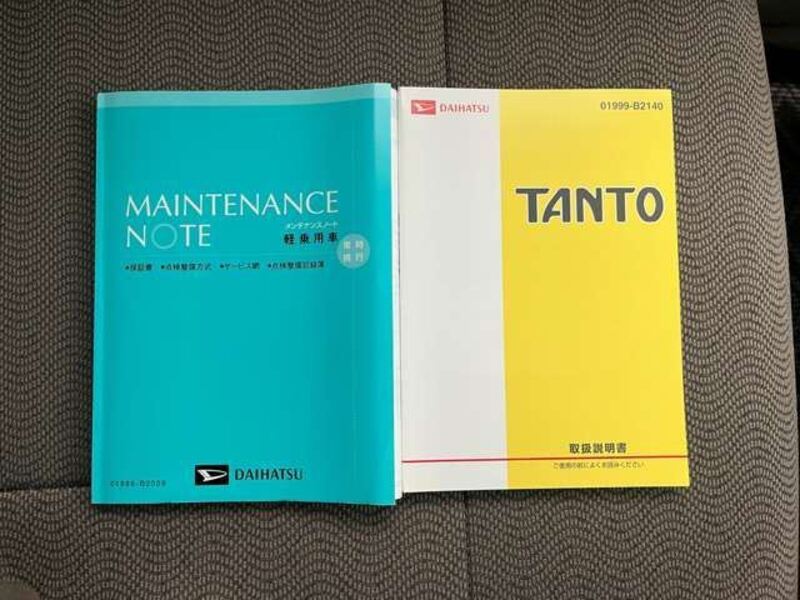 MAINTENANCE
NOTE
メンテナンスノート
軽乗用車
車載
携行
★保証書 ★点検整備方式 ★サービス網 ★点検整備記録簿
DAIHATSU
DAIHATSU
01999-B2140
TANTO
取扱説明書
ご使用の前によくお読みください